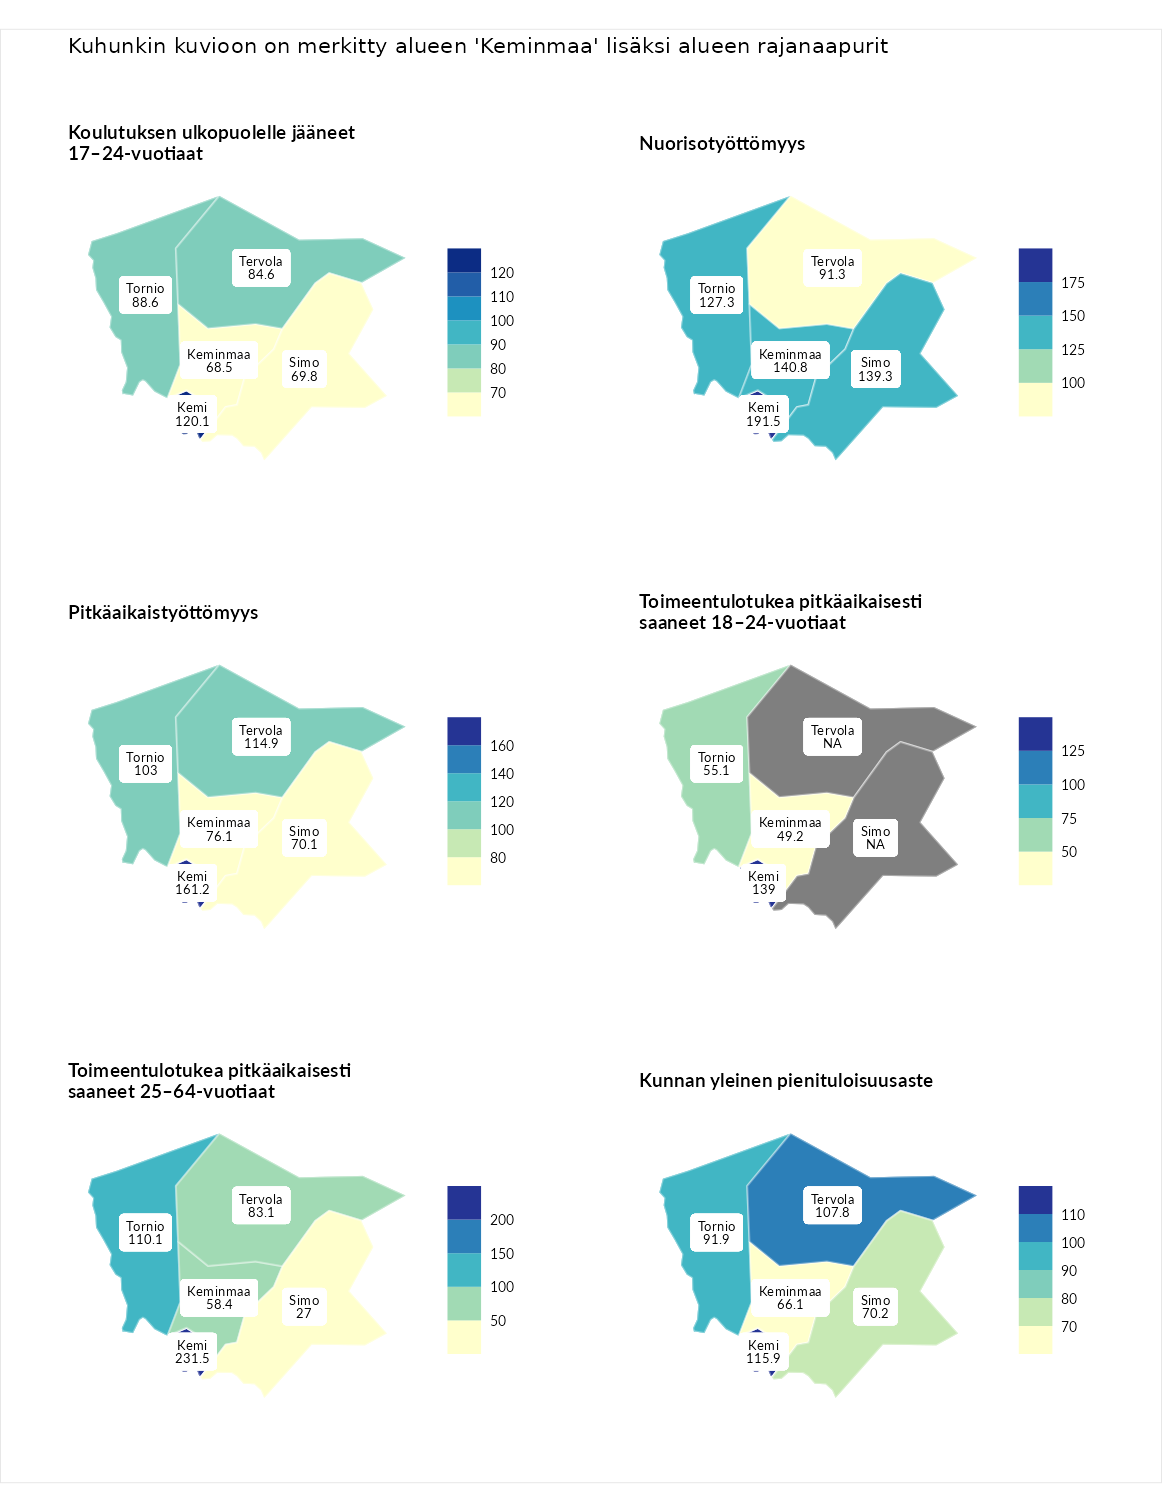 Kuhunkin kuvioon on merkitty alueen 'Keminmaa' lisäksi alueen rajanaapurit
Koulutuksen ulkopuolelle jääneet
17–24-vuotiaat
Tervola
84.6
Tornio
88.6
Keminmaa
68.5
Simo
69.8
Kemi
120.1
120
110
100
90
80
70
Nuorisotyöttömyys
Tervola
91.3
Tornio
127.3
Keminmaa
140.8
Simo
139.3
Kemi
191.5
175
150
125
100
Pitkäaikaistyöttömyys
Tervola
114.9
Tornio
103
Keminmaa
76.1
Simo
70.1
Kemi
161.2
160
140
120
100
80
Toimeentulotukea pitkäaikaisesti
saaneet 18–24-vuotiaat
Tervola
NA
Tornio
55.1
Keminmaa
49.2
Simo
NA
Kemi
139
125
100
75
50
Toimeentulotukea pitkäaikaisesti
saaneet 25–64-vuotiaat
Tervola
83.1
Tornio
110.1
Keminmaa
58.4
Simo
27
Kemi
231.5
200
150
100
50
Kunnan yleinen pienituloisuusaste
Tervola
107.8
Tornio
91.9
Keminmaa
66.1
Simo
70.2
Kemi
115.9
110
100
90
80
70